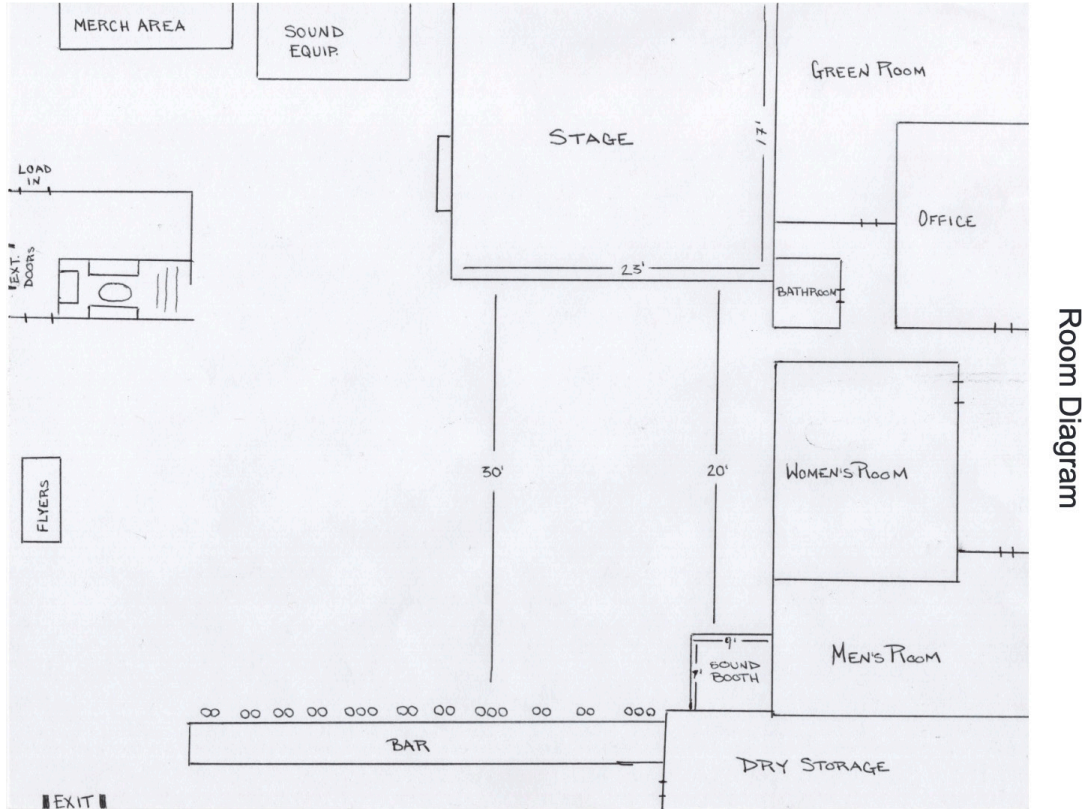 MERCH AREA
SOUND
EQUIP.
GREEN ROOM
STAGE
17'
LOAD
IN
OFFICE
EXT.
DOORS
23'
BATHROOM
Room Diagram
30'
20'
WOMEN'S ROOM
FLYERS
9'
7'
SOUND
BOOTH
MEN'S ROOM
BAR
DRY STORAGE
EXIT